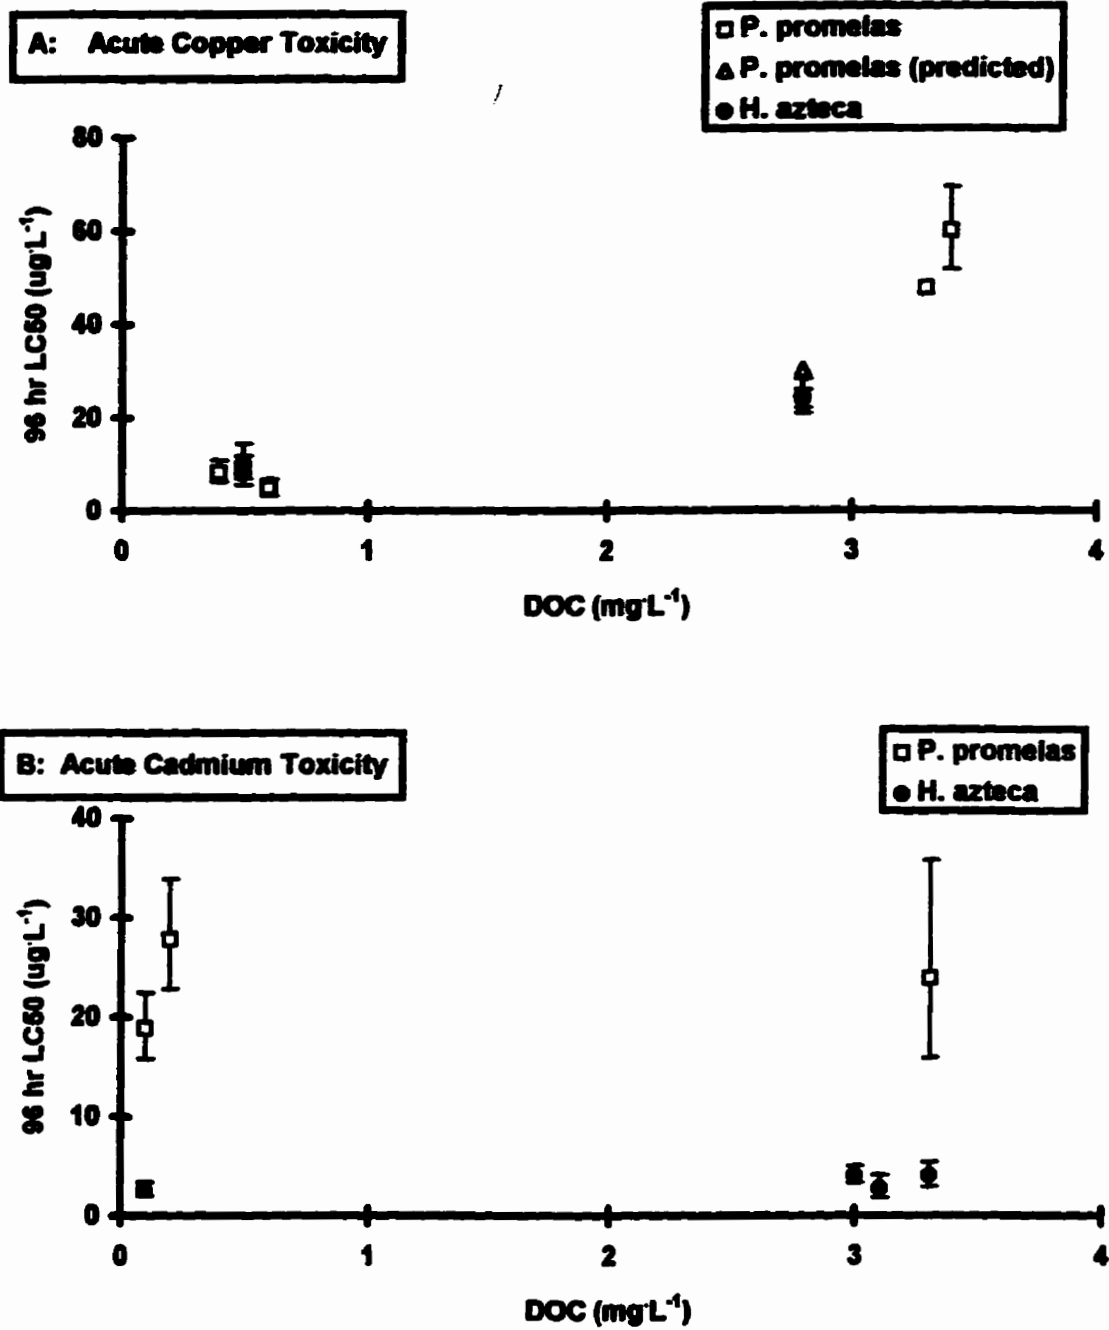 A: Acute Copper Toxicity
P. promelas
P. promelas (predicted)
H. azteca
96 hr LC50 (ug·L⁻¹)
80
60
40
20
0
0 1 2 3 4
DOC (mg·L⁻¹)
B: Acute Cadmium Toxicity
P. promelas
H. azteca
96 hr LC50 (ug·L⁻¹)
40
30
20
10
0
0 1 2 3 4
DOC (mg·L⁻¹)